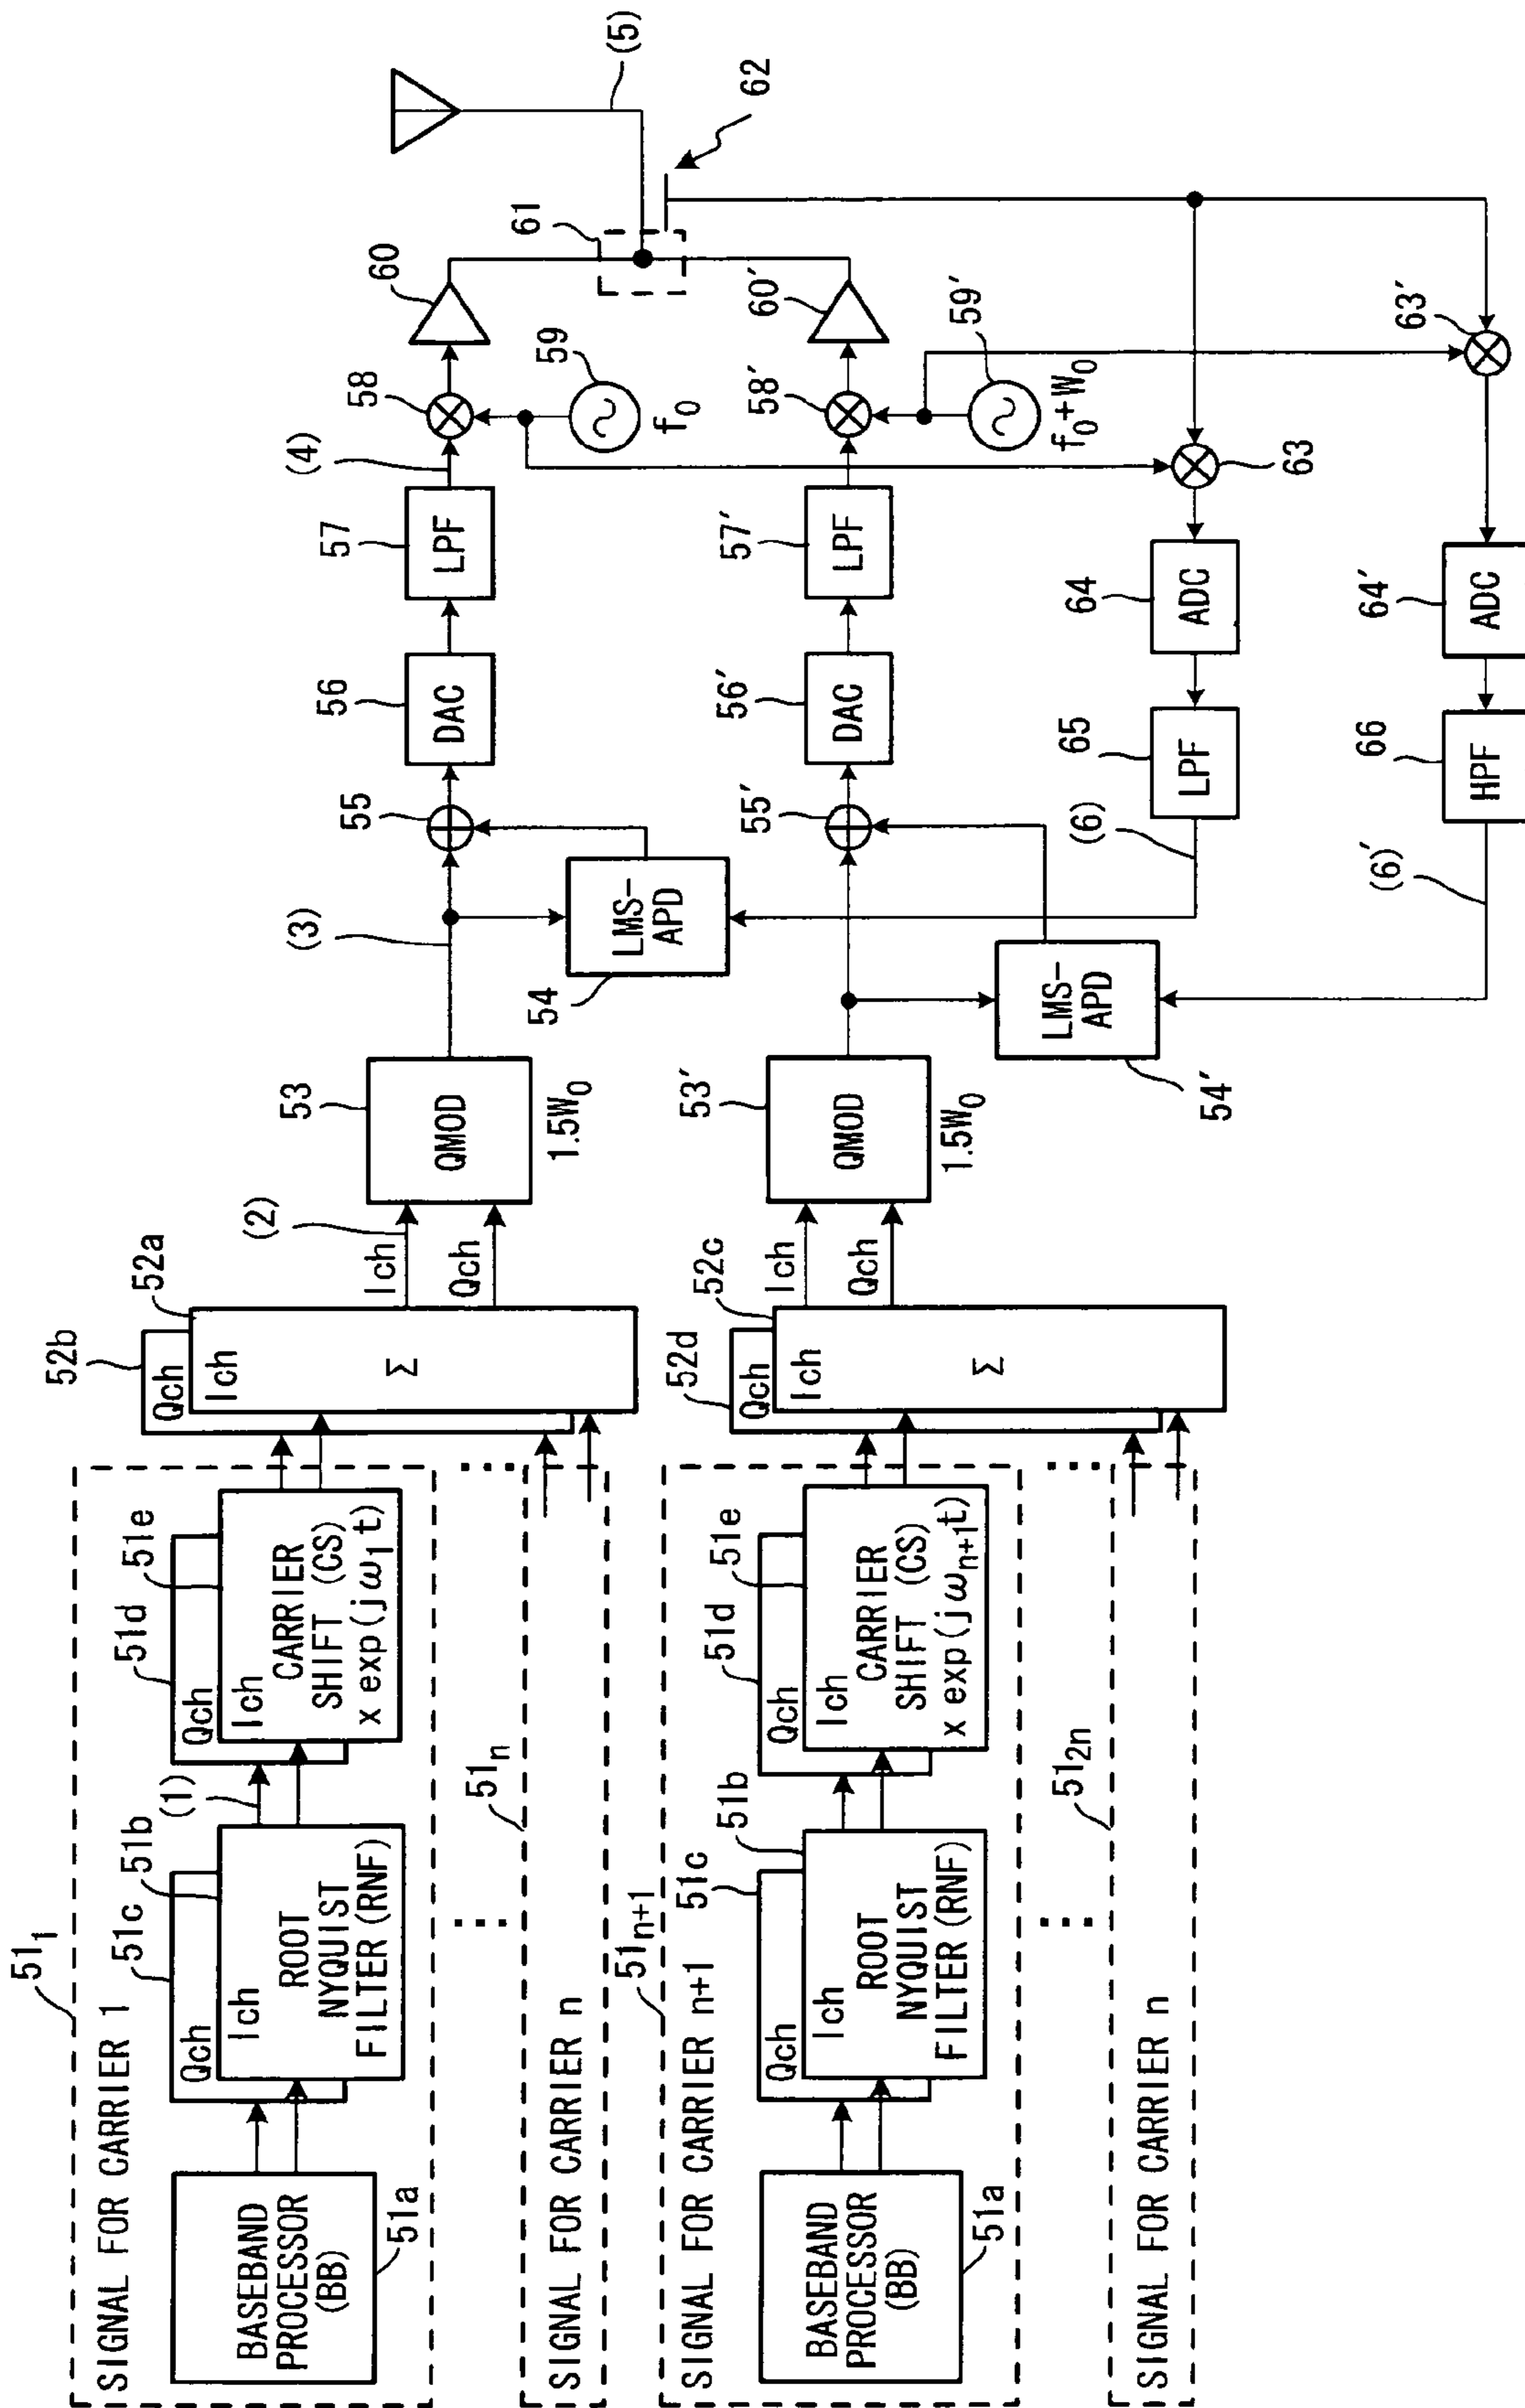 51₁
SIGNAL FOR CARRIER 1
BASEBAND
PROCESSOR
(BB)
51a
51c
51b
Qch
Ich
ROOT
NYQUIST
FILTER (RNF)
(1)
51d
51e
Qch
Ich
CARRIER
SHIFT (CS)
x exp(jω₁t)
...
...
51ₙ
SIGNAL FOR CARRIER n
52b
52a
Qch
Ich
Σ
Ich
Qch
(2)
53
QMOD
1.5W₀
(3)
54
LMS-
APD
55
56
DAC
57
LPF
(4)
58
59
f₀
60
61
(5)
62
51ₙ₊₁
SIGNAL FOR CARRIER n+1
BASEBAND
PROCESSOR
(BB)
51a
51c
51b
Qch
Ich
ROOT
NYQUIST
FILTER (RNF)
51d
51e
Qch
Ich
CARRIER
SHIFT (CS)
x exp(jωₙ₊₁t)
...
...
51₂ₙ
SIGNAL FOR CARRIER n
52d
52c
Qch
Ich
Σ
Ich
Qch
53′
QMOD
1.5W₀
54′
LMS-
APD
55′
56′
DAC
57′
LPF
58′
59′
f₀+W₀
60′
63
64
ADC
65
LPF
(6)
63′
64′
ADC
66
HPF
(6)′